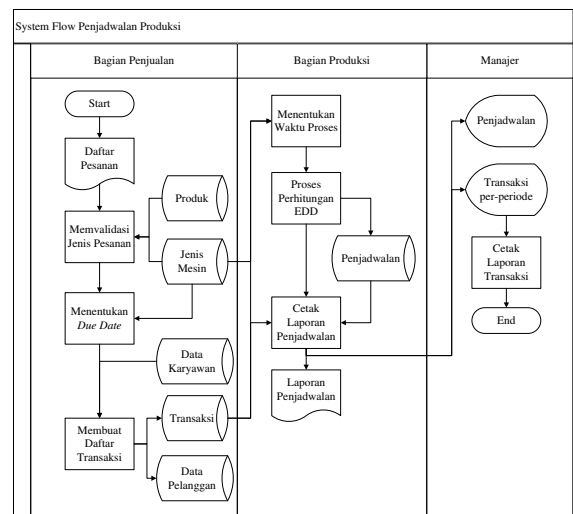 System Flow Penjadwalan Produksi
Bagian Penjualan
Bagian Produksi
Manajer
Start
Daftar
Pesanan
Memvalidasi
Jenis Pesanan
Produk
Jenis
Mesin
Menentukan
Due Date
Data
Karyawan
Membuat
Daftar
Transaksi
Transaksi
Data
Pelanggan
Menentukan
Waktu Proses
Proses
Perhitungan
EDD
Penjadwalan
Cetak
Laporan
Penjadwalan
Laporan
Penjadwalan
Penjadwalan
Transaksi
per-periode
Cetak
Laporan
Transaksi
End